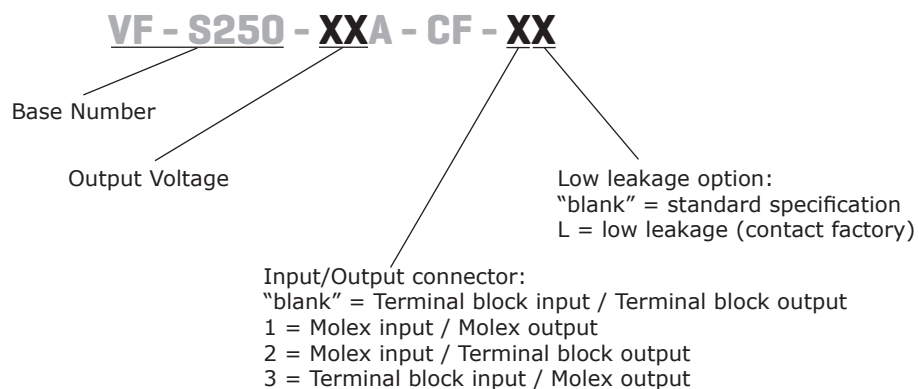 VF - S250 - XXA - CF - XX
Base Number
Output Voltage
Low leakage option:
“blank” = standard specification
L = low leakage (contact factory)
Input/Output connector:
“blank” = Terminal block input / Terminal block output
1 = Molex input / Molex output
2 = Molex input / Terminal block output
3 = Terminal block input / Molex output